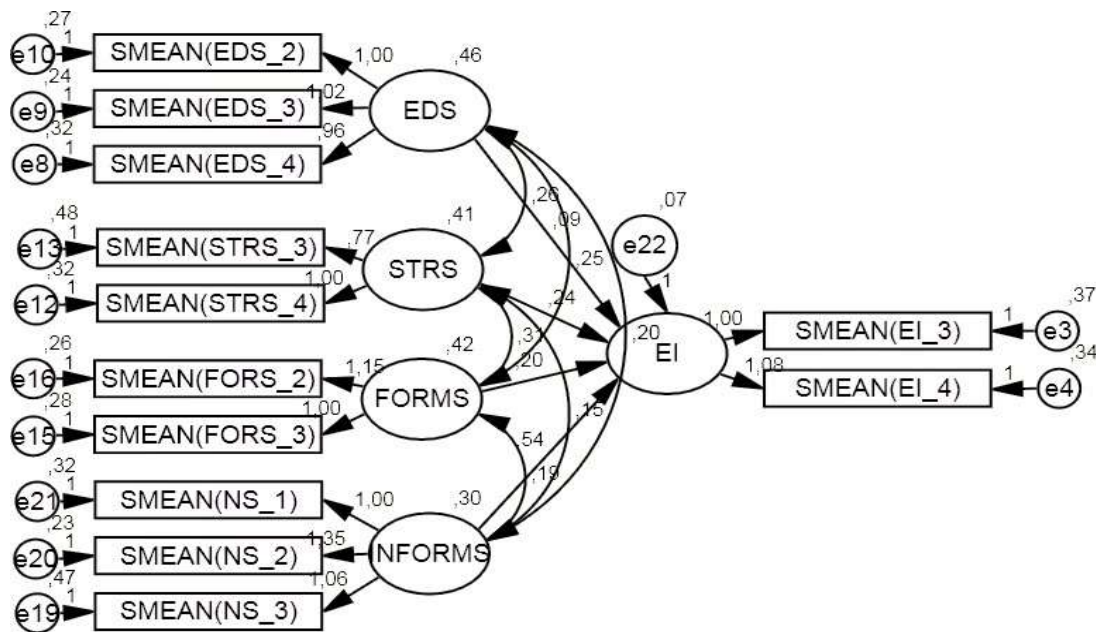 ,27
e10 1 SMEAN(EDS_2) 1,00 ,46
,24
e9 1 SMEAN(EDS_3) 1,02 EDS
,32
e8 1 SMEAN(EDS_4) ,96
,26 ,09 ,07
,48 ,41
e13 1 SMEAN(STRS_3) ,77 ,25 e22
,32
e12 1 SMEAN(STRS_4) 1,00 STRS ,24 1
,37
,31 ,20 1,00 SMEAN(EI_3) 1 e3
,26 ,42 ,20 EI ,34
e16 1 SMEAN(FORS_2) 1,15 1,08 SMEAN(EI_4) 1 e4
,28
e15 1 SMEAN(FORS_3) 1,00 FORMS ,15
,54
,32 ,19
e21 1 SMEAN(NS_1) 1,00 ,30
,23
e20 1 SMEAN(NS_2) 1,35 INFORMS
,47
e19 1 SMEAN(NS_3) 1,06